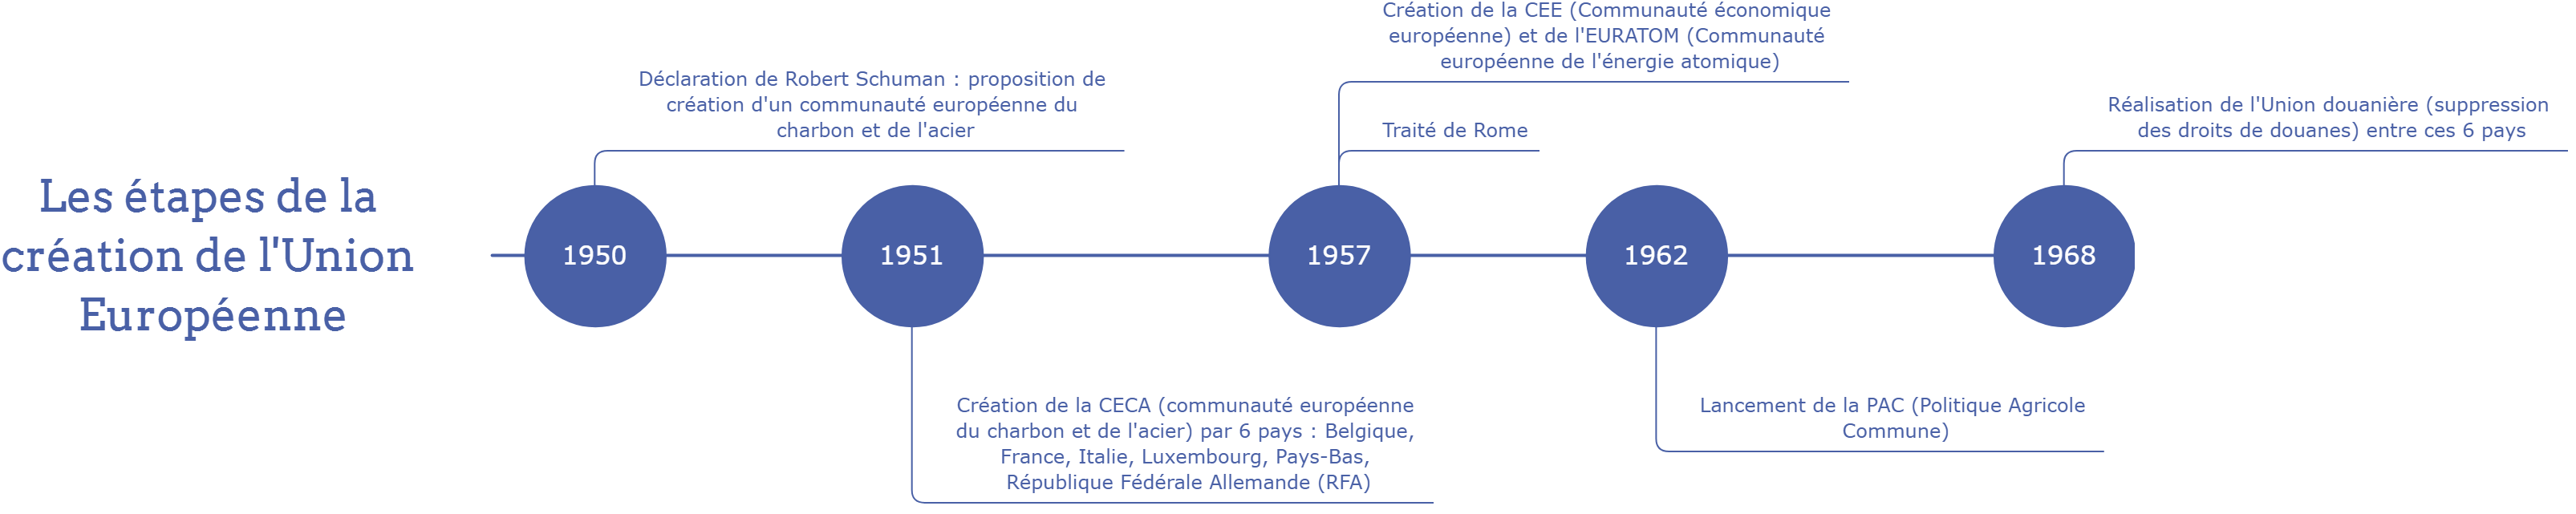 Les étapes de la
création de l'Union
Européenne
1950
Déclaration de Robert Schuman : proposition de
création d'un communauté européenne du
charbon et de l'acier
1951
Création de la CECA (communauté européenne
du charbon et de l'acier) par 6 pays : Belgique,
France, Italie, Luxembourg, Pays-Bas,
République Fédérale Allemande (RFA)
1957
Création de la CEE (Communauté économique
européenne) et de l'EURATOM (Communauté
européenne de l'énergie atomique)
Traité de Rome
1962
Lancement de la PAC (Politique Agricole
Commune)
1968
Réalisation de l'Union douanière (suppression
des droits de douanes) entre ces 6 pays